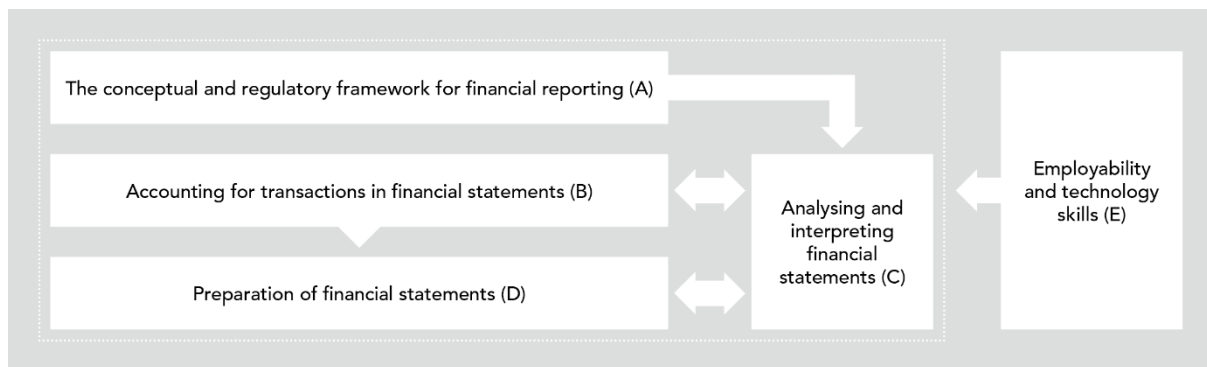 The conceptual and regulatory framework for financial reporting (A)
Accounting for transactions in financial statements (B)
Preparation of financial statements (D)
Analysing and
interpreting
financial
statements (C)
Employability
and technology
skills (E)